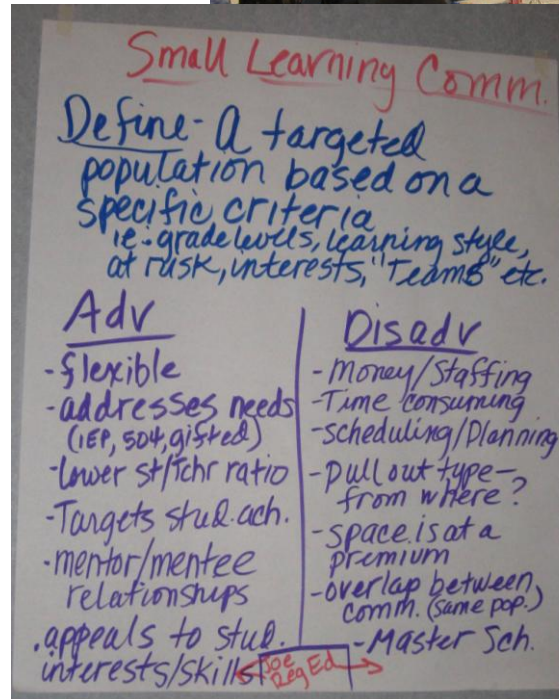 Small Learning Comm.
Define - A targeted
population based on a
specific criteria
ie. grade levels, learning style,
at risk, interests, "Teams" etc.
Adv
- flexible
- addresses needs
(IEP, 504, gifted)
- Lower st/Tchr ratio
- Targets stud. ach.
- mentor/mentee
relationships
. appeals to stud.
interests/skills
Disadv
- Money/Staffing
- Time consuming
- scheduling/Planning
- Pull out type -
from where?
- space is at a
premium
- overlap between
comm. (same pop.)
- Master Sch.
Joe
Reg Ed